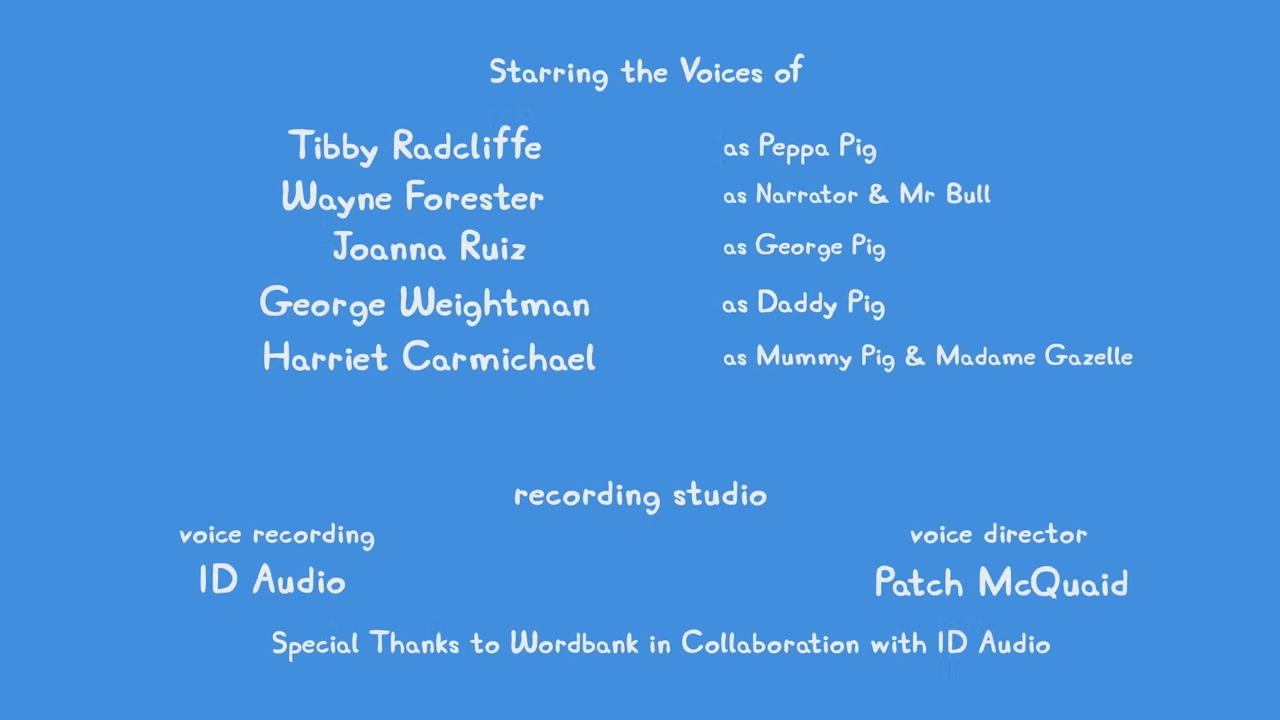 Starring the Voices of
Tibby Radcliffe as Peppa Pig
Wayne Forester as Narrator & Mr Bull
Joanna Ruiz as George Pig
George Weightman as Daddy Pig
Harriet Carmichael as Mummy Pig & Madame Gazelle
recording studio
voice recording voice director
ID Audio Patch McQuaid
Special Thanks to Wordbank in Collaboration with ID Audio